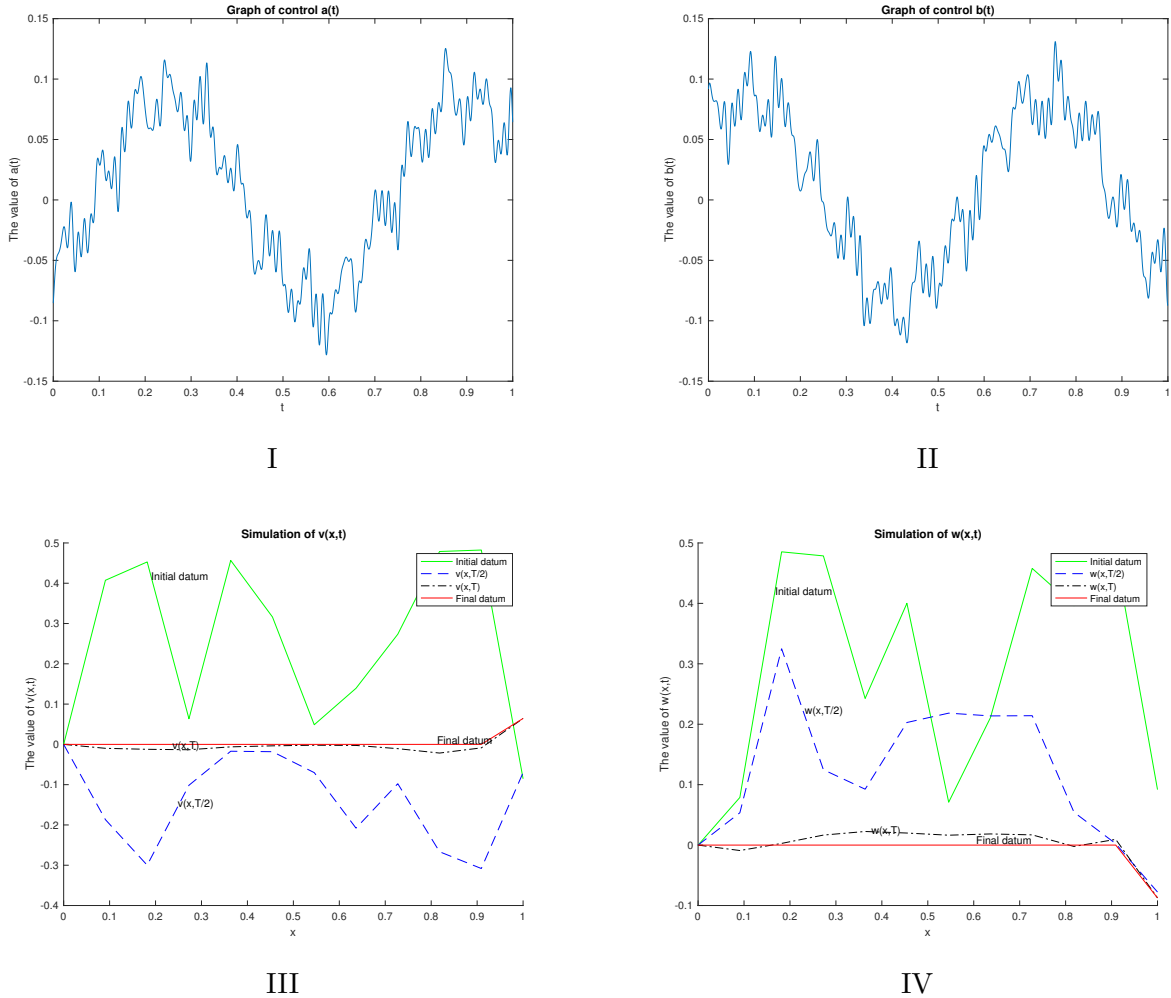 Graph of control a(t)
The value of a(t)
0.15
0.1
0.05
0
-0.05
-0.1
-0.15
0 0.1 0.2 0.3 0.4 0.5 0.6 0.7 0.8 0.9 1
t
I
Graph of control b(t)
The value of b(t)
0.15
0.1
0.05
0
-0.05
-0.1
-0.15
0 0.1 0.2 0.3 0.4 0.5 0.6 0.7 0.8 0.9 1
t
II
Simulation of v(x,t)
The value of v(x,t)
0.5
0.4
0.3
0.2
0.1
0
-0.1
-0.2
-0.3
-0.4
Initial datum
v(x,T)
v(x,T/2)
Final datum
Initial datum
v(x,T/2)
v(x,T)
Final datum
0 0.1 0.2 0.3 0.4 0.5 0.6 0.7 0.8 0.9 1
x
III
Simulation of w(x,t)
The value of w(x,t)
0.5
0.4
0.3
0.2
0.1
0
-0.1
Initial datum
w(x,T/2)
w(x,T)
Final datum
Initial datum
w(x,T/2)
w(x,T)
Final datum
0 0.1 0.2 0.3 0.4 0.5 0.6 0.7 0.8 0.9 1
x
IV